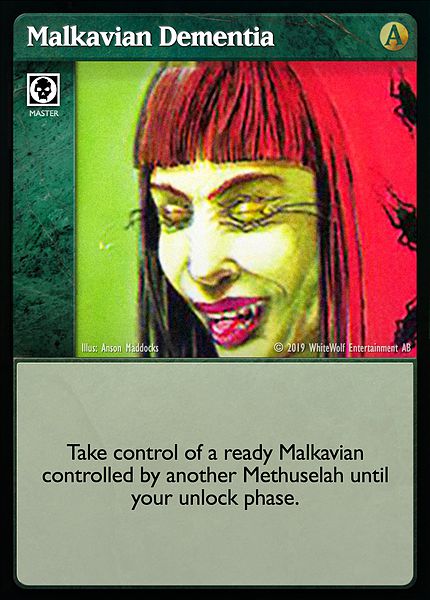 Malkavian Dementia
A
MASTER
Illus: Anson Maddocks
© 2019 WhiteWolf Entertainment AB
Take control of a ready Malkavian
controlled by another Methuselah until
your unlock phase.